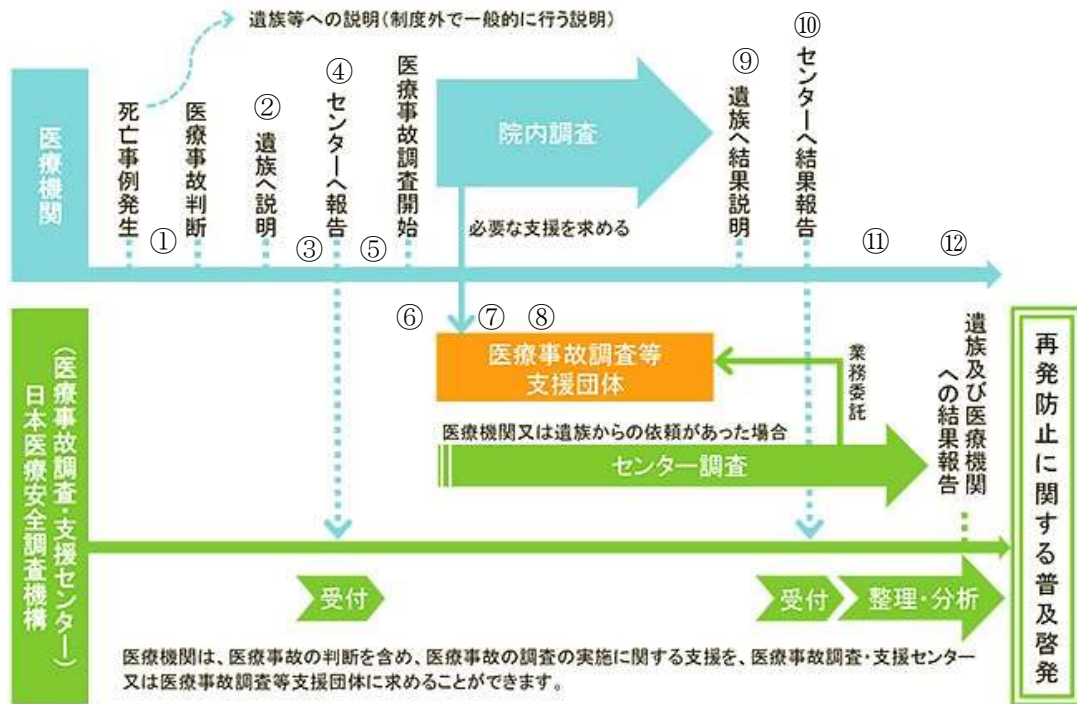 遺族等への説明(制度外で一般的に行う説明)
医療機関
死亡事例発生
①
医療事故判断
②
遺族へ説明
③
④
センターへ報告
⑤
医療事故調査開始
院内調査
必要な支援を求める
⑨
遺族へ結果説明
⑩
センターへ結果報告
⑪
⑫
⑥
⑦
⑧
医療事故調査等
支援団体
業務委託
医療機関又は遺族からの依頼があった場合
センター調査
遺族及び医療機関
への結果報告
(医療事故調査・支援センター)
日本医療安全調査機構
受付
受付
整理・分析
再発防止に関する普及啓発
医療機関は、医療事故の判断を含め、医療事故の調査の実施に関する支援を、医療事故調査・支援センター
又は医療事故調査等支援団体に求めることができます。